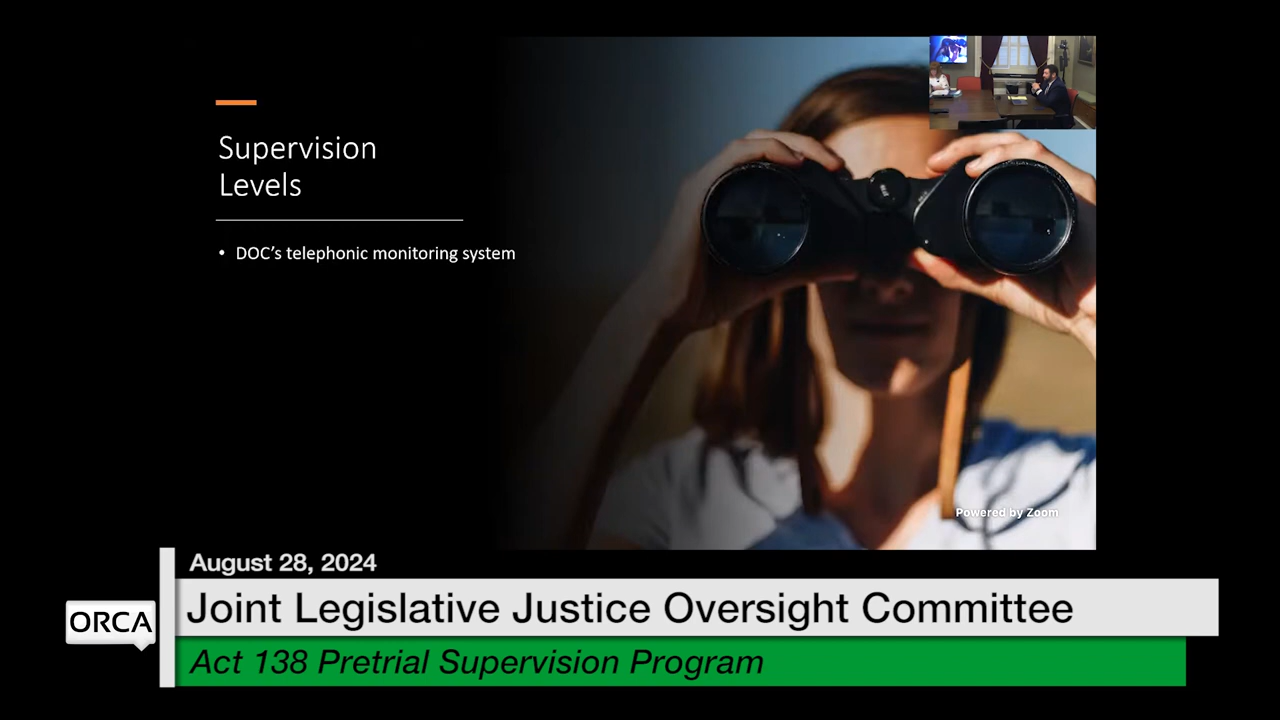 Supervision
Levels
• DOC's telephonic monitoring system
Powered by Zoom
August 28, 2024
ORCA
Joint Legislative Justice Oversight Committee
Act 138 Pretrial Supervision Program